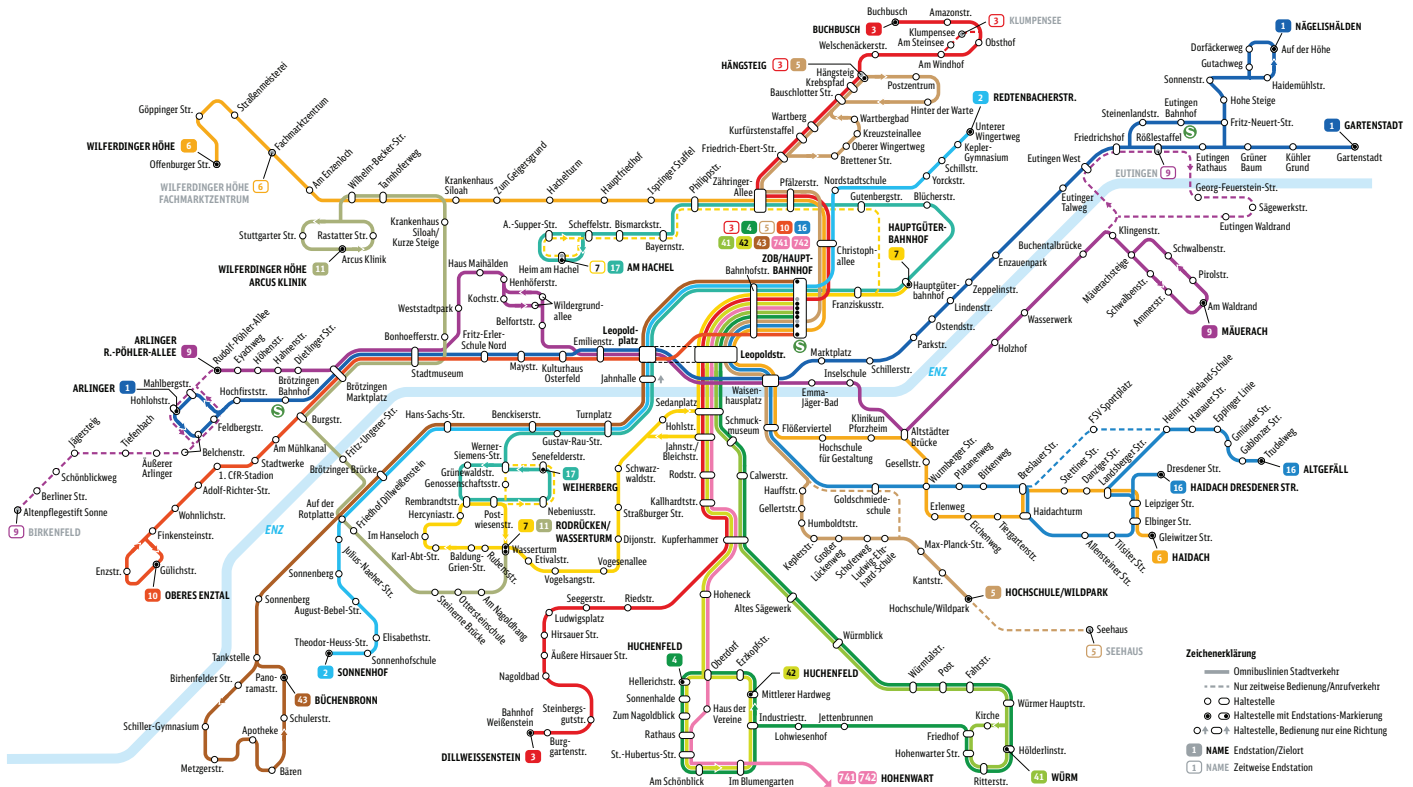 Buchbusch
Amazonstr.
BUCHBUSCH 3
Klumpensee
3 KLUMPENSEE
Am Steinsee
Obsthof
Welschenäckerstr.
Am Windhof
HÄNGSTEIG 3 5
Hängsteig
Krebspfad
Bauschlotter Str.
Postzentrum
Hinter der Warte
Wartberg
Wartbergbad
Kurfürstenstaffel
Kreuzsteinallee
Friedrich-Ebert-Str.
Oberer Wingertweg
Brettener Str.
2 REDTENBACHERSTR.
Unterer
Wingertweg
Kepler-
Gymnasium
Schillstr.
Yorckstr.
Nordstadtschule
Zähringer-
Allee
Pfälzerstr.
Gutenbergstr.
Blücherstr.
1 NÄGELISHÄLDEN
Dorfäckerweg
Auf der Höhe
Gutachweg
Sonnenstr.
Haidemühlstr.
Hohe Steige
Steinenlandstr.
Eutingen
Bahnhof
S
Fritz-Neuert-Str.
1 GARTENSTADT
Friedrichshof
Rößlestaffel
Eutingen West
EUTINGEN 9
Eutingen
Rathaus
Grüner
Baum
Kühler
Grund
Gartenstadt
Georg-Feuerstein-Str.
Sägewerkstr.
Eutingen Waldrand
Eutinger
Talweg
Klingenstr.
Buchentalbrücke
Enzauenpark
Mäuerachsteige
Schwalbenstr.
Schwalbenstr.
Pirolstr.
Ammerstr.
Am Waldrand
9 MÄUERACH
Zeppelinstr.
Lindenstr.
Wasserwerk
Ostendstr.
Parkstr.
Holzhof
Schillerstr.
ENZ
Göppinger Str.
Straßenmeisterei
WILFERDINGER HÖHE
6
Offenburger Str.
Fachmarktzentrum
WILFERDINGER HÖHE
FACHMARKTZENTRUM
6
Am Enzenloch
Wilhelm-Becker-Str.
Tannhofweg
Krankenhaus
Siloah
Zum Geigersgrund
Hachelturm
Hauptfriedhof
Ispringer Staffel
Philippstr.
Stuttgarter Str.
Rastatter Str.
Arcus Klinik
WILFERDINGER HÖHE
ARCUS KLINIK
11
Krankenhaus
Siloah/
Kurze Steige
A.-Supper-Str.
Scheffelstr.
Bismarckstr.
Bayernstr.
Heim am Hachel
7 17 AM HACHEL
3 4 5 10 16
41 42 43 741 742
ZOB/HAUPT-
BAHNHOF
Bahnhofstr.
S
Christoph-
allee
HAUPTGÜTER-
BAHNHOF
7
Hauptgüter-
bahnhof
Franziskusstr.
Haus Maihälden
Henhöferstr.
Kochstr.
Wildergrund-
allee
Belfortstr.
Weststadtpark
Bonhoefferstr.
Fritz-Erler-
Schule Nord
Stadtmuseum
Maystr.
Kulturhaus
Osterfeld
Emilienstr.
Leopold-
platz
Leopoldstr.
Jahnhalle
Marktplatz
Waisen-
hausplatz
Emma-
Jäger-Bad
Inselschule
ARLINGER
R.-PÖHLER-ALLEE
9
Rudolf-Pöhler-Allee
Eyachweg
Höhenstr.
Hahnenstr.
Dietlinger Str.
ARLINGER 1
Mahlbergstr.
Hohlohstr.
Hochfirststr.
Brötzingen
Bahnhof
S
Brötzingen
Marktplatz
Feldbergstr.
Belchenstr.
Jägersteig
Tiefenbach
Äußerer
Arlinger
Schönblickweg
Berliner Str.
Altenpflegestift Sonne
9 BIRKENFELD
Burgstr.
Am Mühlkanal
Stadtwerke
1. CfR-Stadion
Adolf-Richter-Str.
Wohnlichstr.
Finkensteinstr.
Enzstr.
Gülichstr.
10 OBERES ENZTAL
ENZ
Fritz-Ungerer-Str.
Brötzinger Brücke
Auf der
Rotplatte
Friedhof Dillweißenstein
Hans-Sachs-Str.
Benckiserstr.
Turnplatz
Gustav-Rau-Str.
Werner-
Siemens-Str.
Senefelderstr.
Grünewaldstr.
Genossenschaftsstr.
17
WEIHERBERG
Rembrandtstr.
Hercyniastr.
Post-
wiesenstr.
Nebeniusstr.
7 11 RODRÜCKEN/
WASSERTURM
Im Hanseloch
Karl-Abt-Str.
Baldung-
Grien-Str.
Rubensstr.
Wasserturm
Etivalstr.
Vogelsangstr.
Vogesenallee
Dijonstr.
Straßburger Str.
Schwarz-
waldstr.
Sedanplatz
Hohlstr.
Jahnstr./
Bleichstr.
Rodstr.
Kallhardtstr.
Kupferhammer
Schmuck-
museum
Calwerstr.
Julius-Naeher-Str.
Sonnenberg
August-Bebel-Str.
Elisabethstr.
Theodor-Heuss-Str.
Sonnenhofschule
2 SONNENHOF
Steinerne Brücke
Ostersteinschule
Am Nagoldhang
Sonnenberg
Tankstelle
Birhenfelder Str.
Pano-
ramastr.
43 BÜCHENBRONN
Schiller-Gymnasium
Schulerstr.
Apotheke
Metzgerstr.
Bären
Seegerstr.
Riedstr.
Ludwigsplatz
Hirsauer Str.
Äußere Hirsauer Str.
Nagoldbad
Bahnhof
Weißenstein
Steinbergs-
gutstr.
Burg-
gartenstr.
DILLWEISSENSTEIN 3
Hoheneck
Altes Sägewerk
Würmblick
HUCHENFELD
4
Oberdorf
Erzkopfstr.
42 HUCHENFELD
Hellerichstr.
Mittlerer Hardweg
Sonnenhalde
Haus der
Vereine
Zum Nagoldblick
Industriestr.
Jettenbrunnen
Lohwiesenhof
Rathaus
St.-Hubertus-Str.
Am Schönblick
Im Blumengarten
741 742 HOHENWART
Würmtalstr.
Post
Fahrstr.
Würmer Hauptstr.
Kirche
Friedhof
Hohenwarter Str.
Hölderlinstr.
Ritterstr.
41 WÜRM
Flößerviertel
Hochschule
für Gestaltung
Klinikum
Pforzheim
Altstädter
Brücke
Gesellstr.
Hauffstr.
Gellertstr.
Goldschmiede-
schule
Humboldtstr.
Keplerstr.
Großer
Lückenweg
Schoferweg
Ludwig-Erhard-Schule
Max-Planck-Str.
Kantstr.
Hochschule/Wildpark
5 HOCHSCHULE/WILDPARK
Seehaus
5 SEEHAUS
Wurmberger Str.
Platanenweg
Birkenweg
Breslauer Str.
Erlenweg
Eichenweg
Tiergartenstr.
Haidachturm
Stettiner Str.
Danziger Str.
Landsberger Str.
FSV Sportplatz
Heinrich-Wieland-Schule
Hanauer Str.
Eppinger Linie
Gmünder Str.
Gablonzer Str.
Trudelweg
16 ALTGEFÄLL
Dresdener Str.
16 HAIDACH DRESDENER STR.
Leipziger Str.
Elbinger Str.
Gleiwitzer Str.
6 HAIDACH
Allensteiner Str.
Tilsiter Str.
Zeichenerklärung
Omnibuslinien Stadtverkehr
Nur zeitweise Bedienung/Anrufverkehr
Haltestelle
Haltestelle mit Endstations-Markierung
Haltestelle, Bedienung nur eine Richtung
1 NAME Endstation/Zielort
1 NAME Zeitweise Endstation